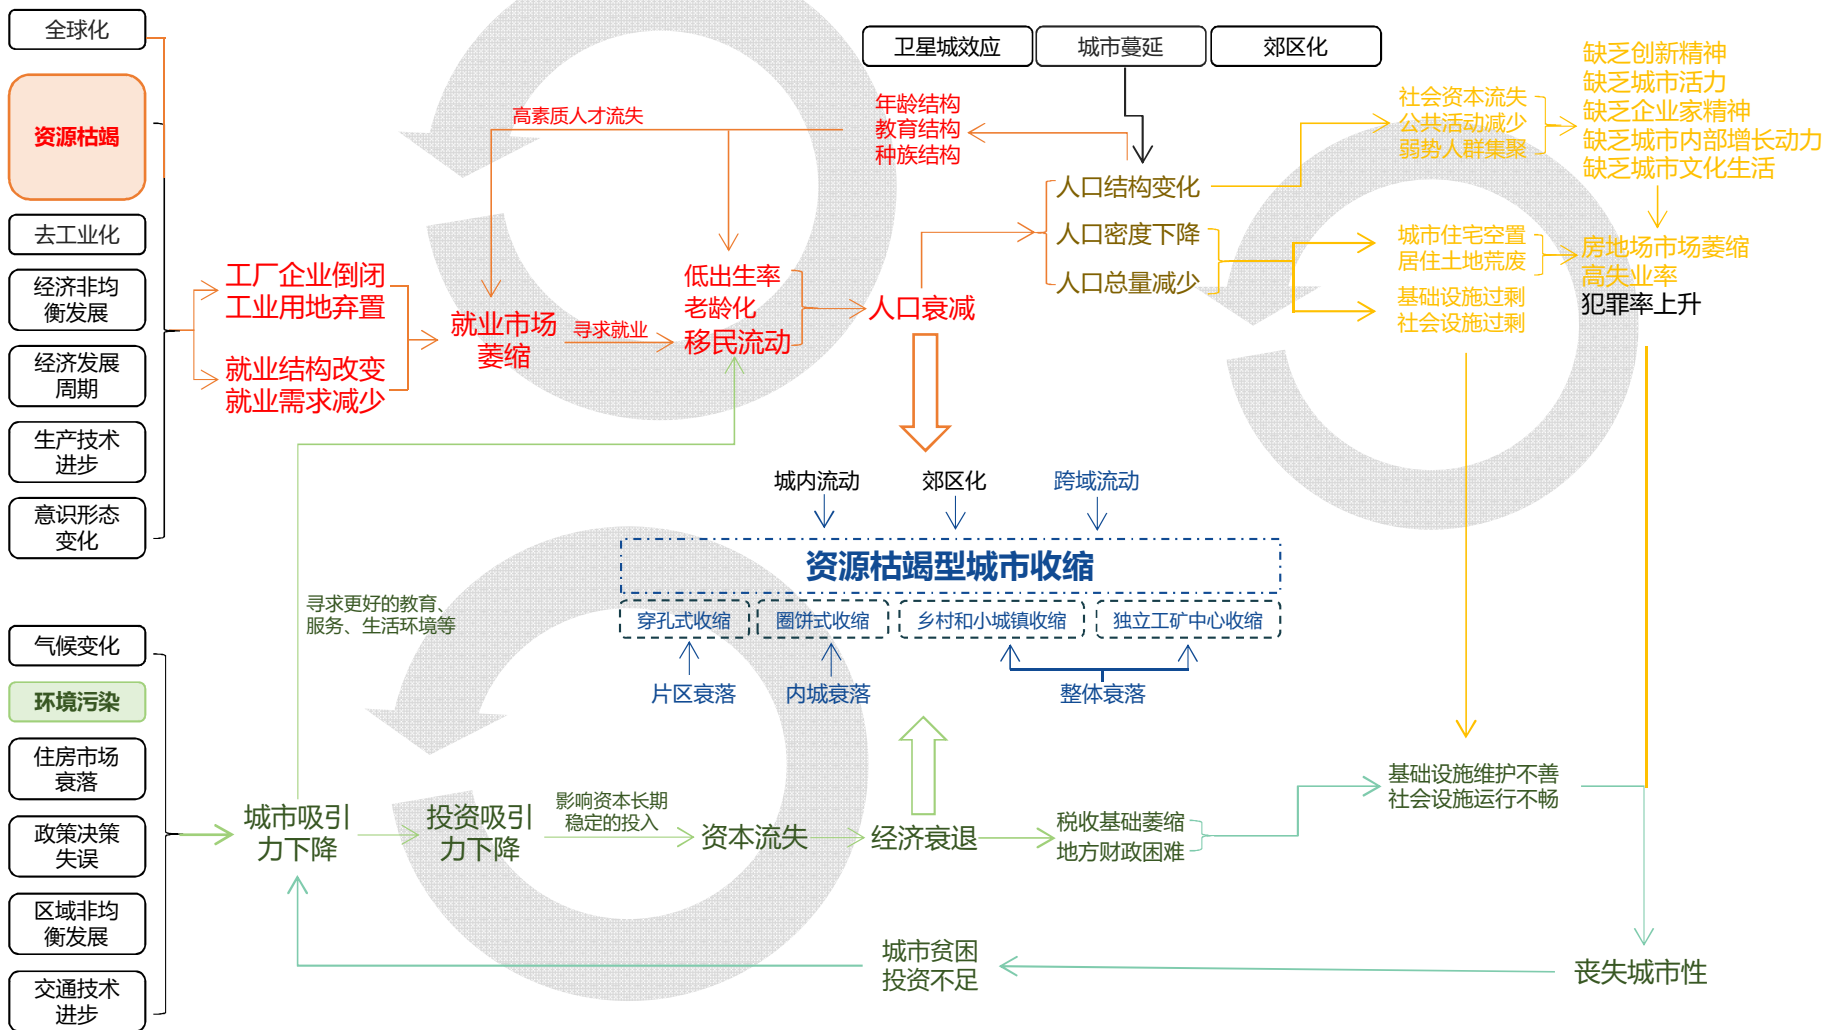 全球化
资源枯竭
去工业化
经济非均
衡发展
经济发展
周期
生产技术
进步
意识形态
变化
气候变化
环境污染
住房市场
衰落
政策决策
失误
区域非均
衡发展
交通技术
进步
工厂企业倒闭
工业用地弃置
就业结构改变
就业需求减少
就业市场
萎缩
高素质人才流失
寻求就业
低出生率
老龄化
移民流动
人口衰减
年龄结构
教育结构
种族结构
卫星城效应
城市蔓延
郊区化
人口结构变化
人口密度下降
人口总量减少
社会资本流失
公共活动减少
弱势人群集聚
缺乏创新精神
缺乏城市活力
缺乏企业家精神
缺乏城市内部增长动力
缺乏城市文化生活
城市住宅空置
居住土地荒废
基础设施过剩
社会设施过剩
房地场市场萎缩
高失业率
犯罪率上升
城内流动
郊区化
跨域流动
资源枯竭型城市收缩
穿孔式收缩
圈饼式收缩
乡村和小城镇收缩
独立工矿中心收缩
片区衰落
内城衰落
整体衰落
寻求更好的教育、
服务、生活环境等
城市吸引
力下降
投资吸引
力下降
影响资本长期
稳定的投入
资本流失
经济衰退
税收基础萎缩
地方财政困难
基础设施维护不善
社会设施运行不畅
城市贫困
投资不足
丧失城市性